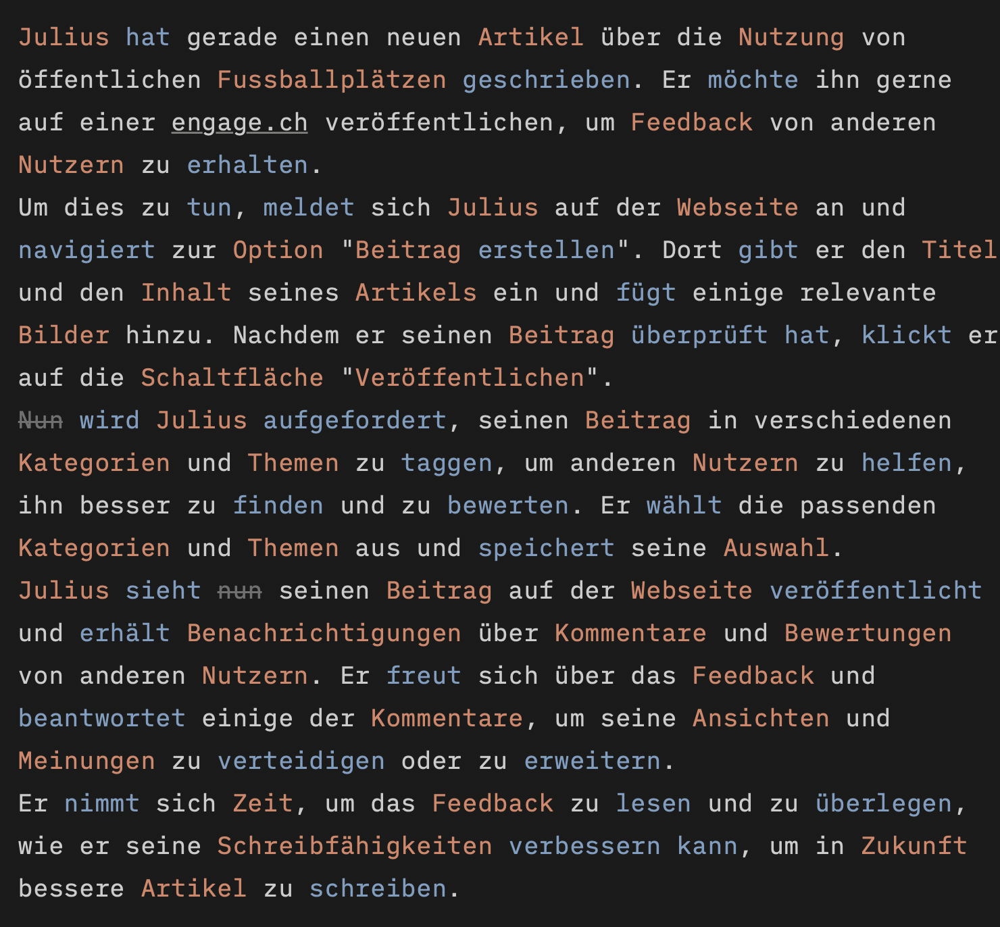 Julius hat gerade einen neuen Artikel über die Nutzung von
öffentlichen Fussballplätzen geschrieben. Er möchte ihn gerne
auf einer engage.ch veröffentlichen, um Feedback von anderen
Nutzern zu erhalten.
Um dies zu tun, meldet sich Julius auf der Webseite an und
navigiert zur Option "Beitrag erstellen". Dort gibt er den Titel
und den Inhalt seines Artikels ein und fügt einige relevante
Bilder hinzu. Nachdem er seinen Beitrag überprüft hat, klickt er
auf die Schaltfläche "Veröffentlichen".
Nun wird Julius aufgefordert, seinen Beitrag in verschiedenen
Kategorien und Themen zu taggen, um anderen Nutzern zu helfen,
ihn besser zu finden und zu bewerten. Er wählt die passenden
Kategorien und Themen aus und speichert seine Auswahl.
Julius sieht nun seinen Beitrag auf der Webseite veröffentlicht
und erhält Benachrichtigungen über Kommentare und Bewertungen
von anderen Nutzern. Er freut sich über das Feedback und
beantwortet einige der Kommentare, um seine Ansichten und
Meinungen zu verteidigen oder zu erweitern.
Er nimmt sich Zeit, um das Feedback zu lesen und zu überlegen,
wie er seine Schreibfähigkeiten verbessern kann, um in Zukunft
bessere Artikel zu schreiben.